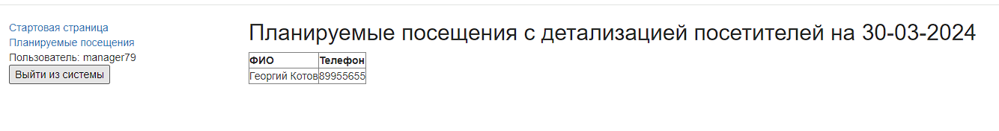 Стартовая страница
Планируемые посещения
Пользователь: manager79
Выйти из системы
Планируемые посещения с детализацией посетителей на 30-03-2024
ФИО Телефон
Георгий Котов 89955655